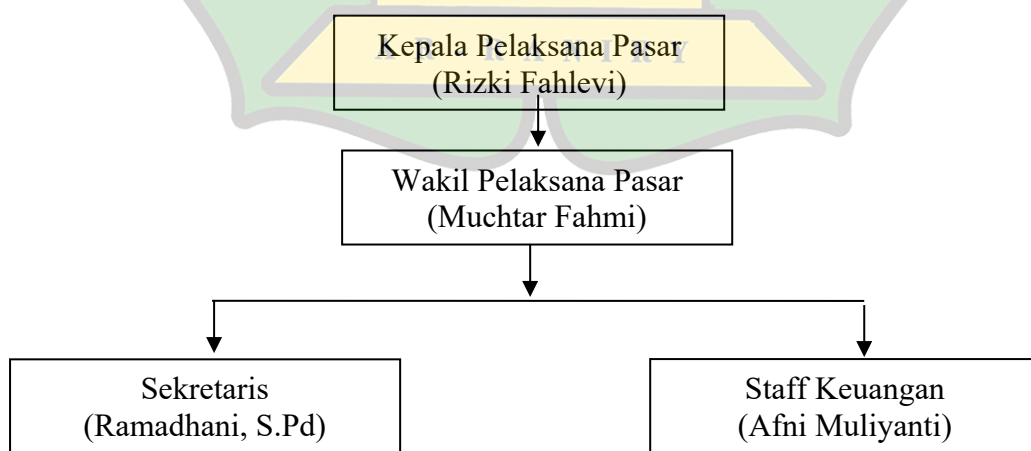 Kepala Pelaksana Pasar
A R - R A N I R Y
(Rizki Fahlevi)
Wakil Pelaksana Pasar
(Muchtar Fahmi)
Sekretaris
(Ramadhani, S.Pd)
Staff Keuangan
(Afni Muliyanti)